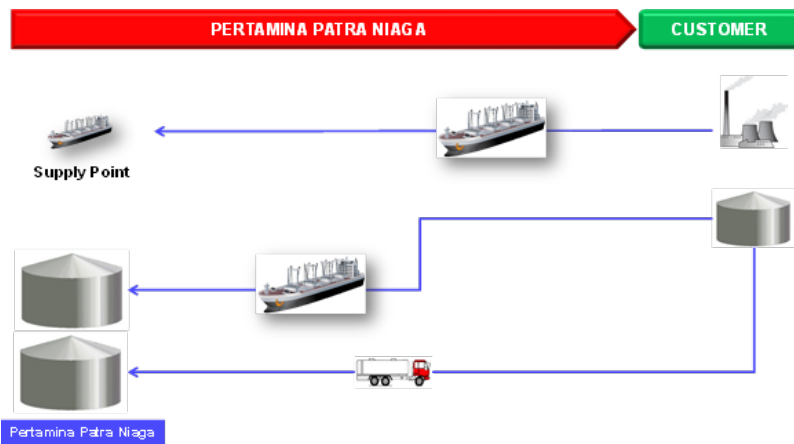 PERTAMINA PATRA NIAGA
CUSTOMER
Supply Point
Pertamina Patra Niaga